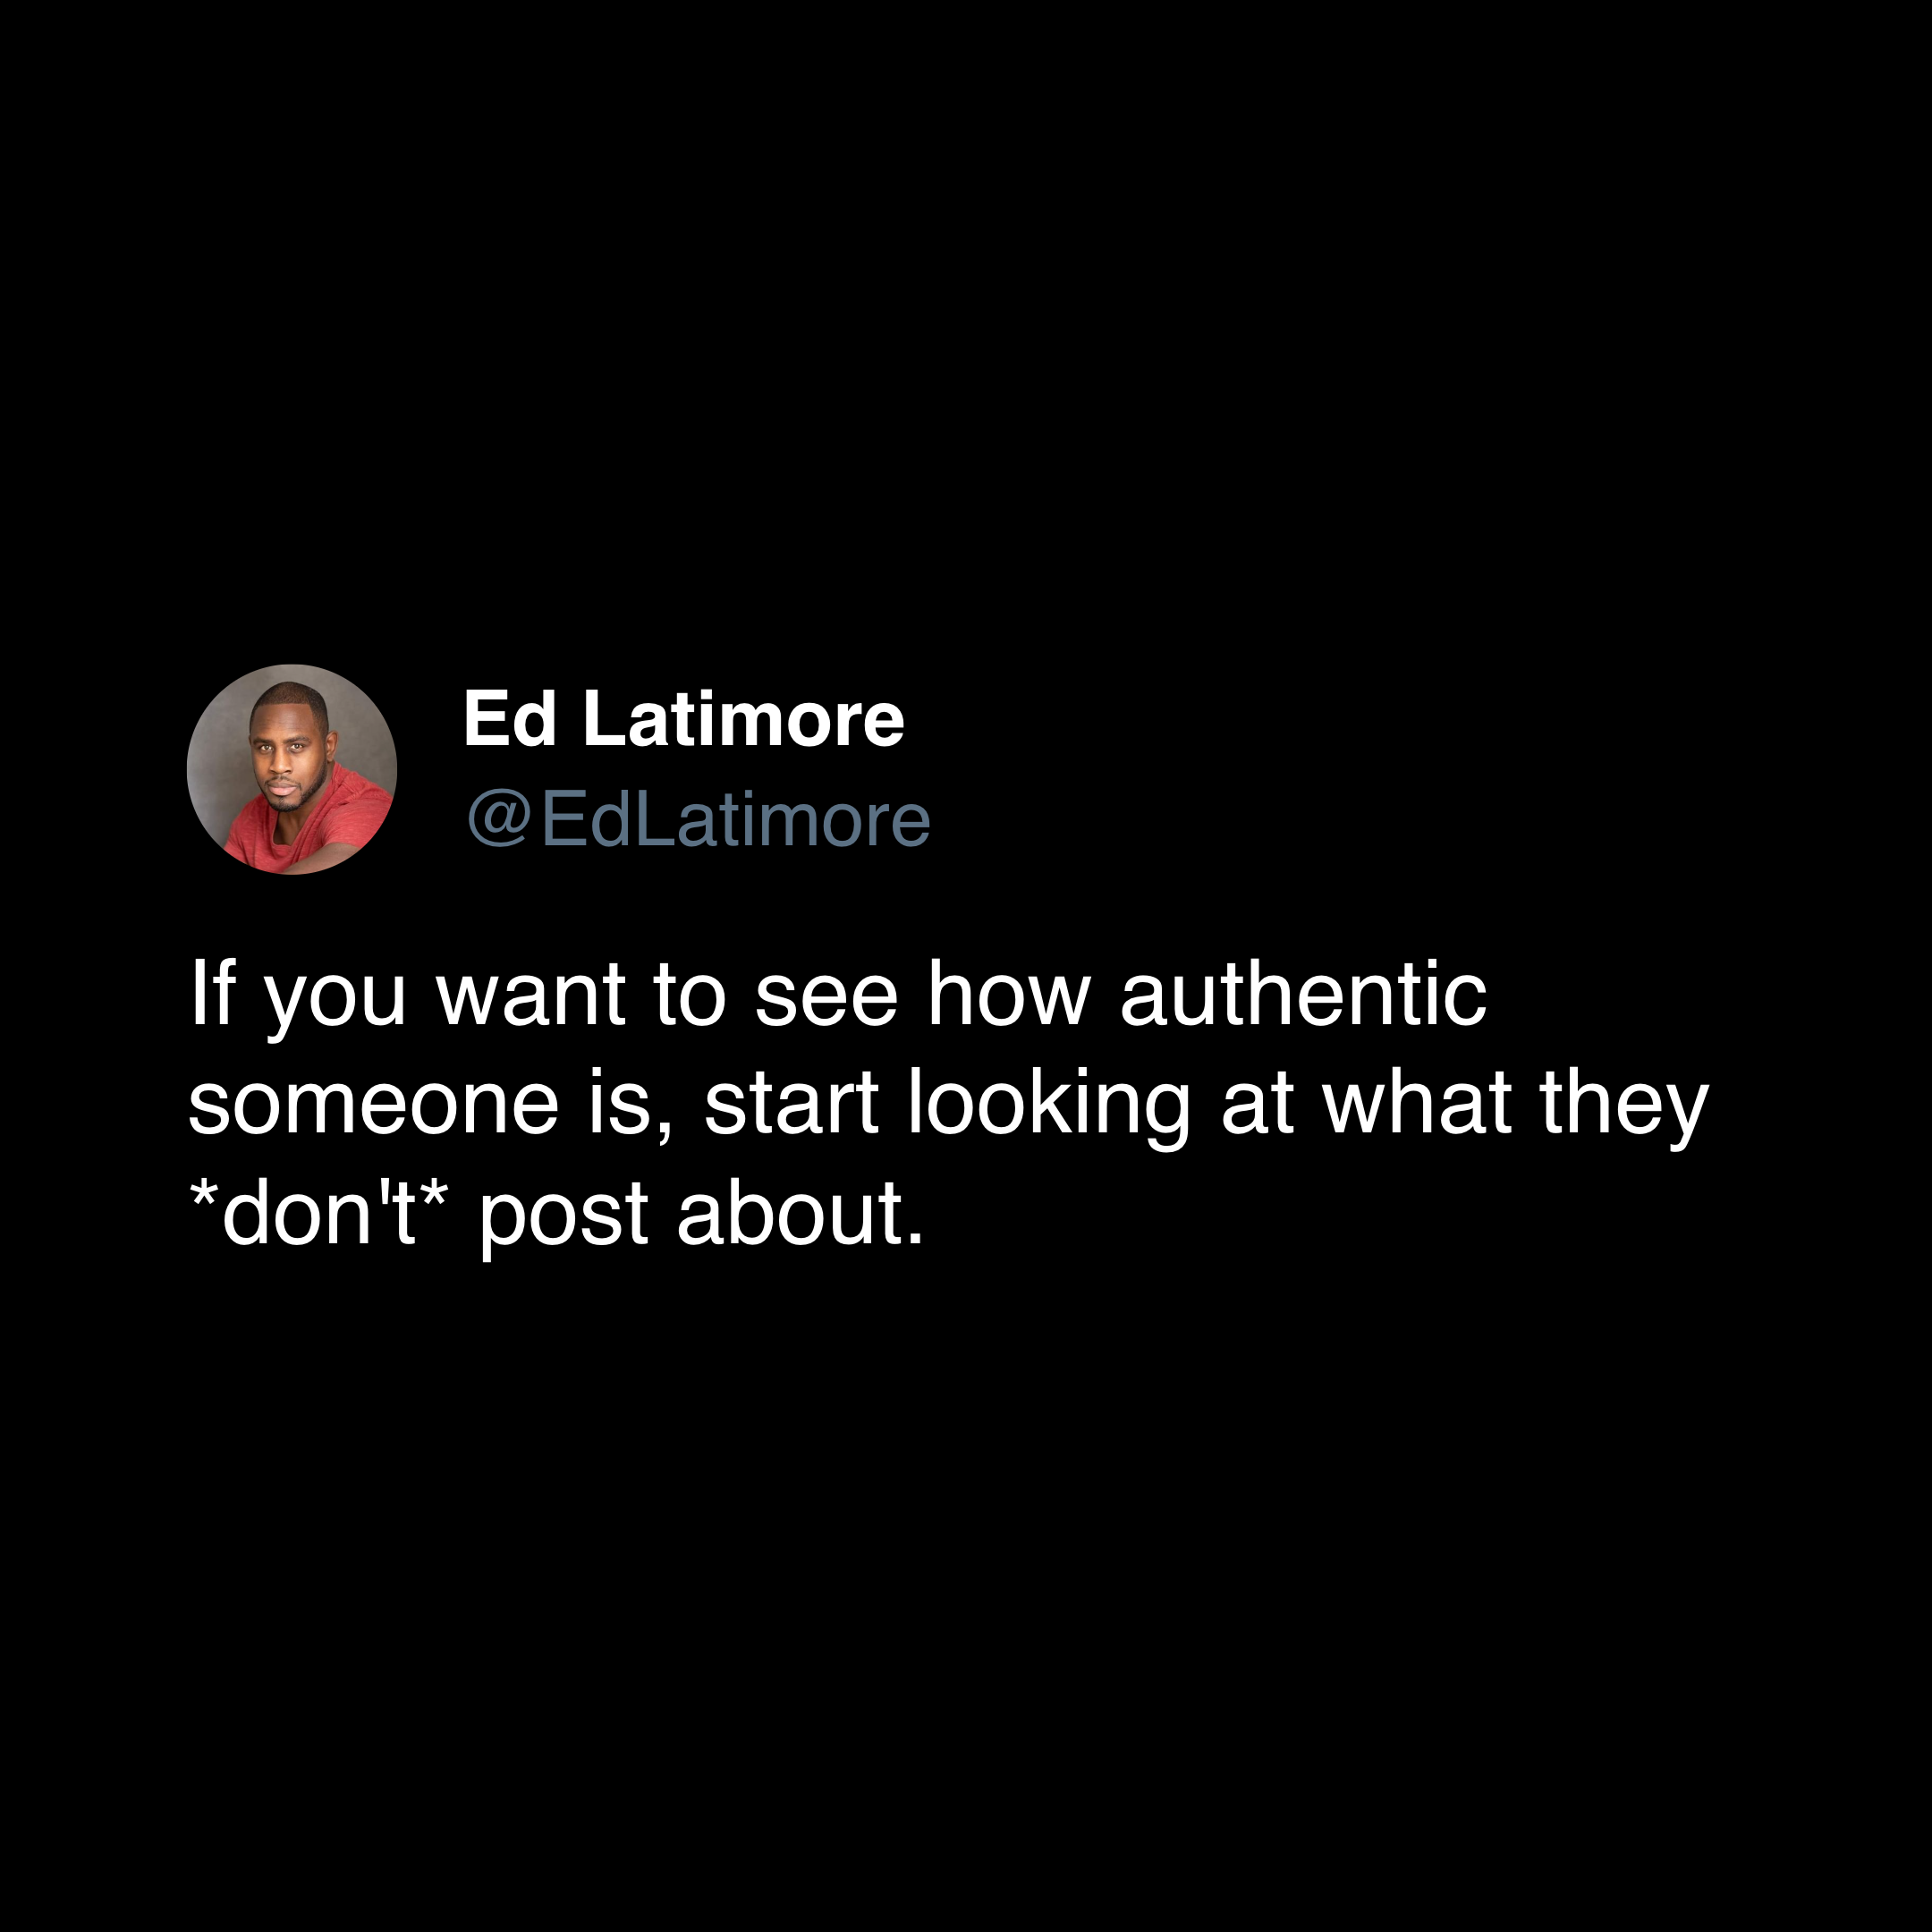 Ed Latimore
@EdLatimore
If you want to see how authentic
someone is, start looking at what they
*don't* post about.